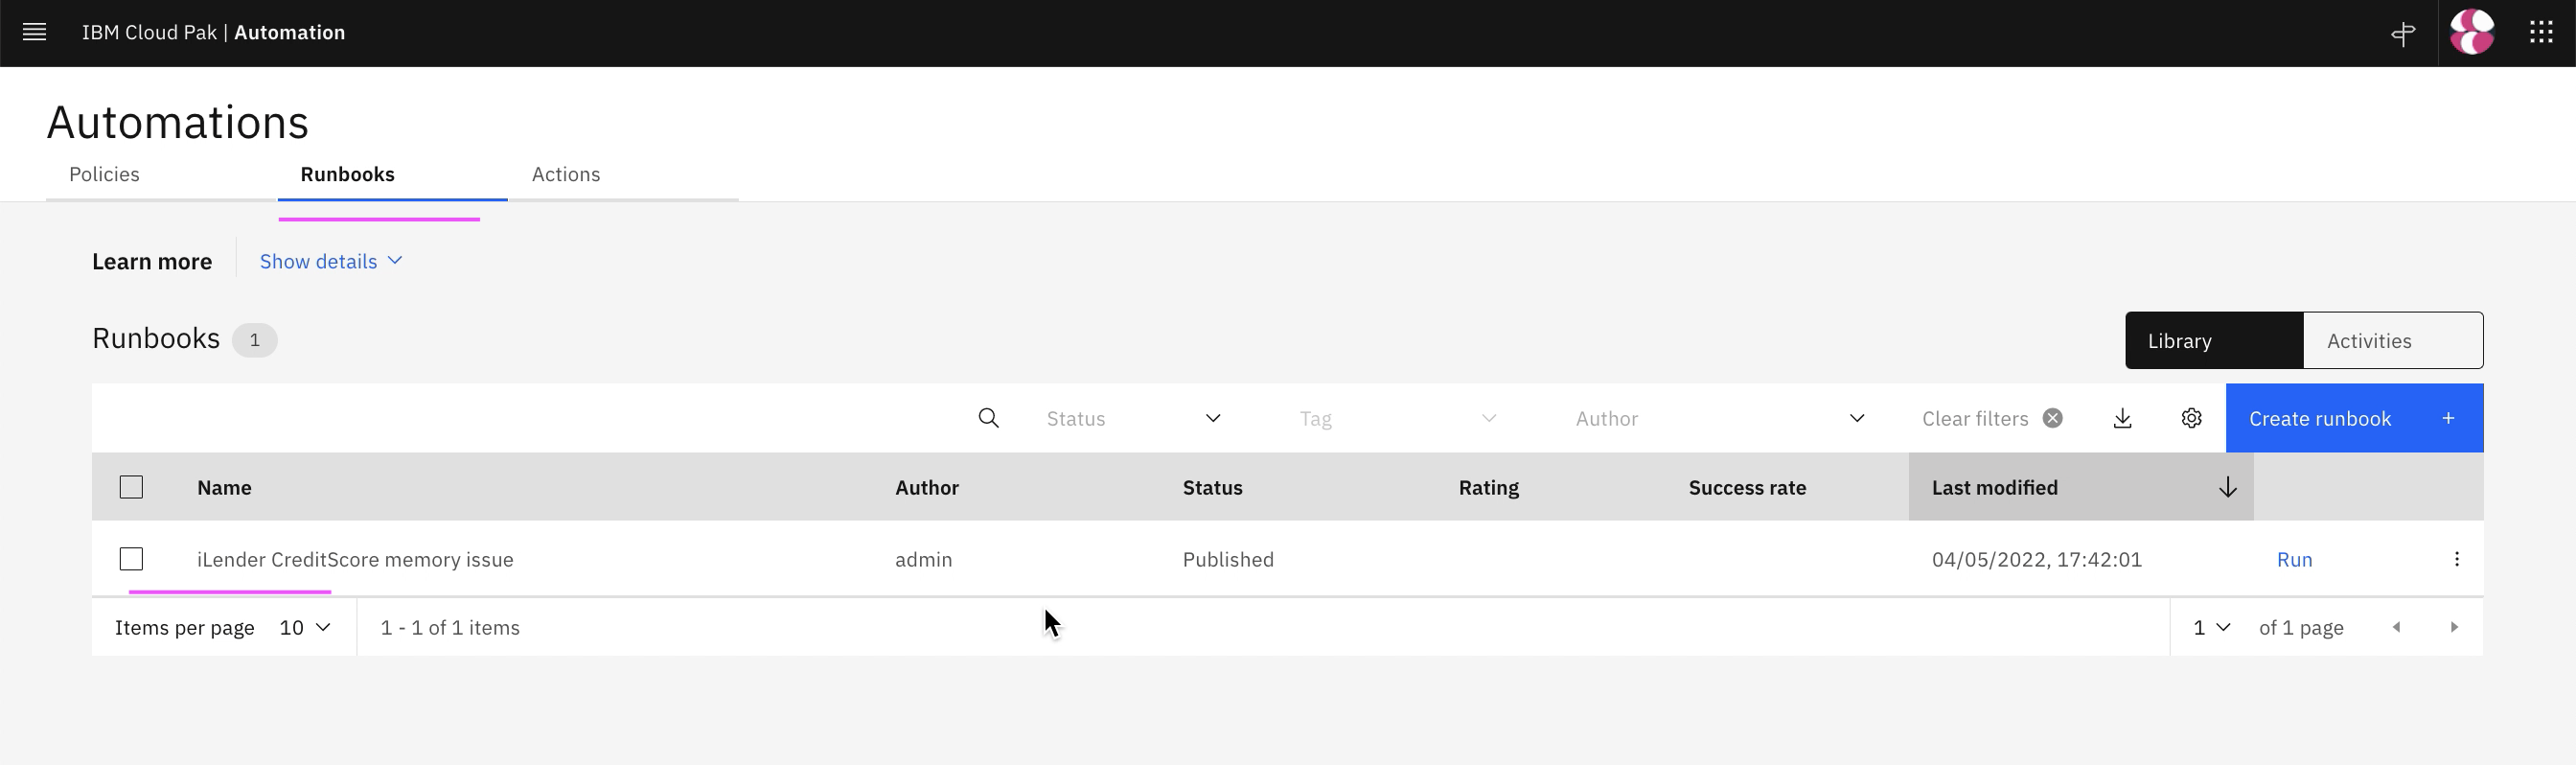 IBM Cloud Pak | Automation
Automations
Policies Runbooks Actions
Learn more Show details
Runbooks 1 Library Activities
Status Tag Author Clear filters Create runbook +
Name Author Status Rating Success rate Last modified
iLender CreditScore memory issue admin Published 04/05/2022, 17:42:01 Run
Items per page 10 1 - 1 of 1 items 1 of 1 page